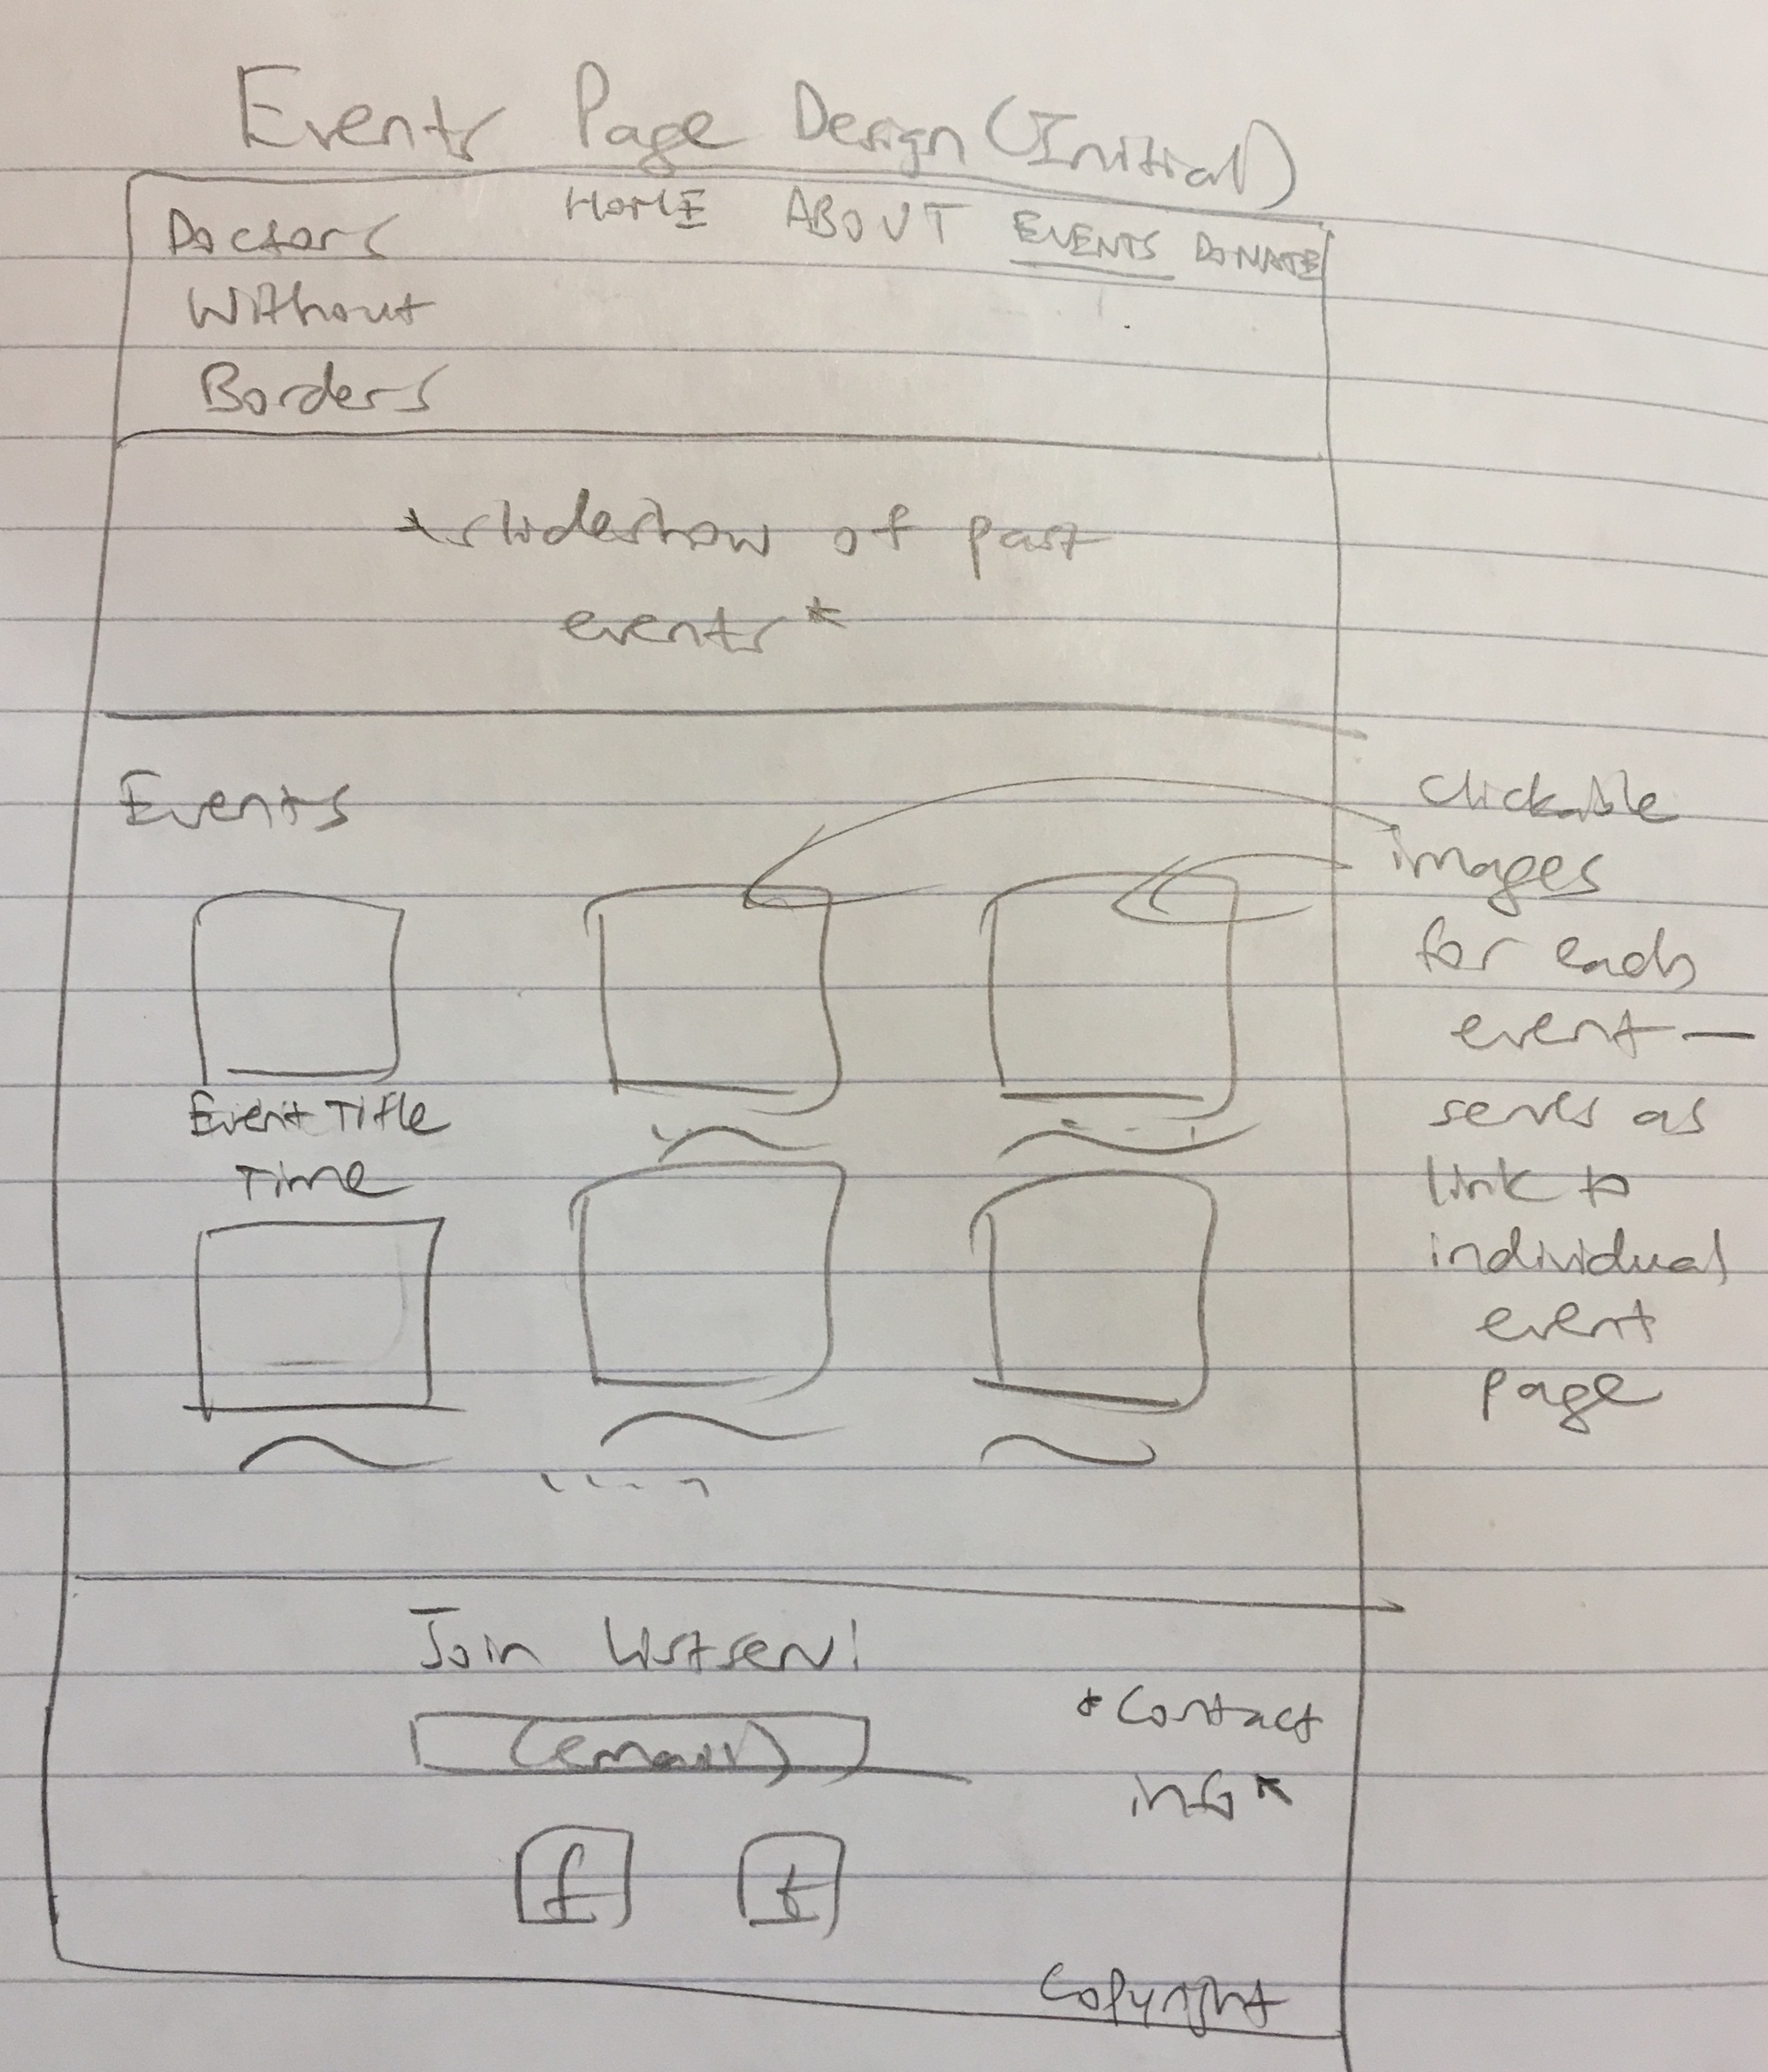 Events Page Design (Initial)
Doctors
Without
Borders
HOME ABOUT EVENTS DONATE
*slideshow of past
events*
Events
Event Title
Time
clickable
images
for each
event —
serves as
link to
individual
event
page
Join Listserv!
(email)
*Contact
info*
f t
Copyright